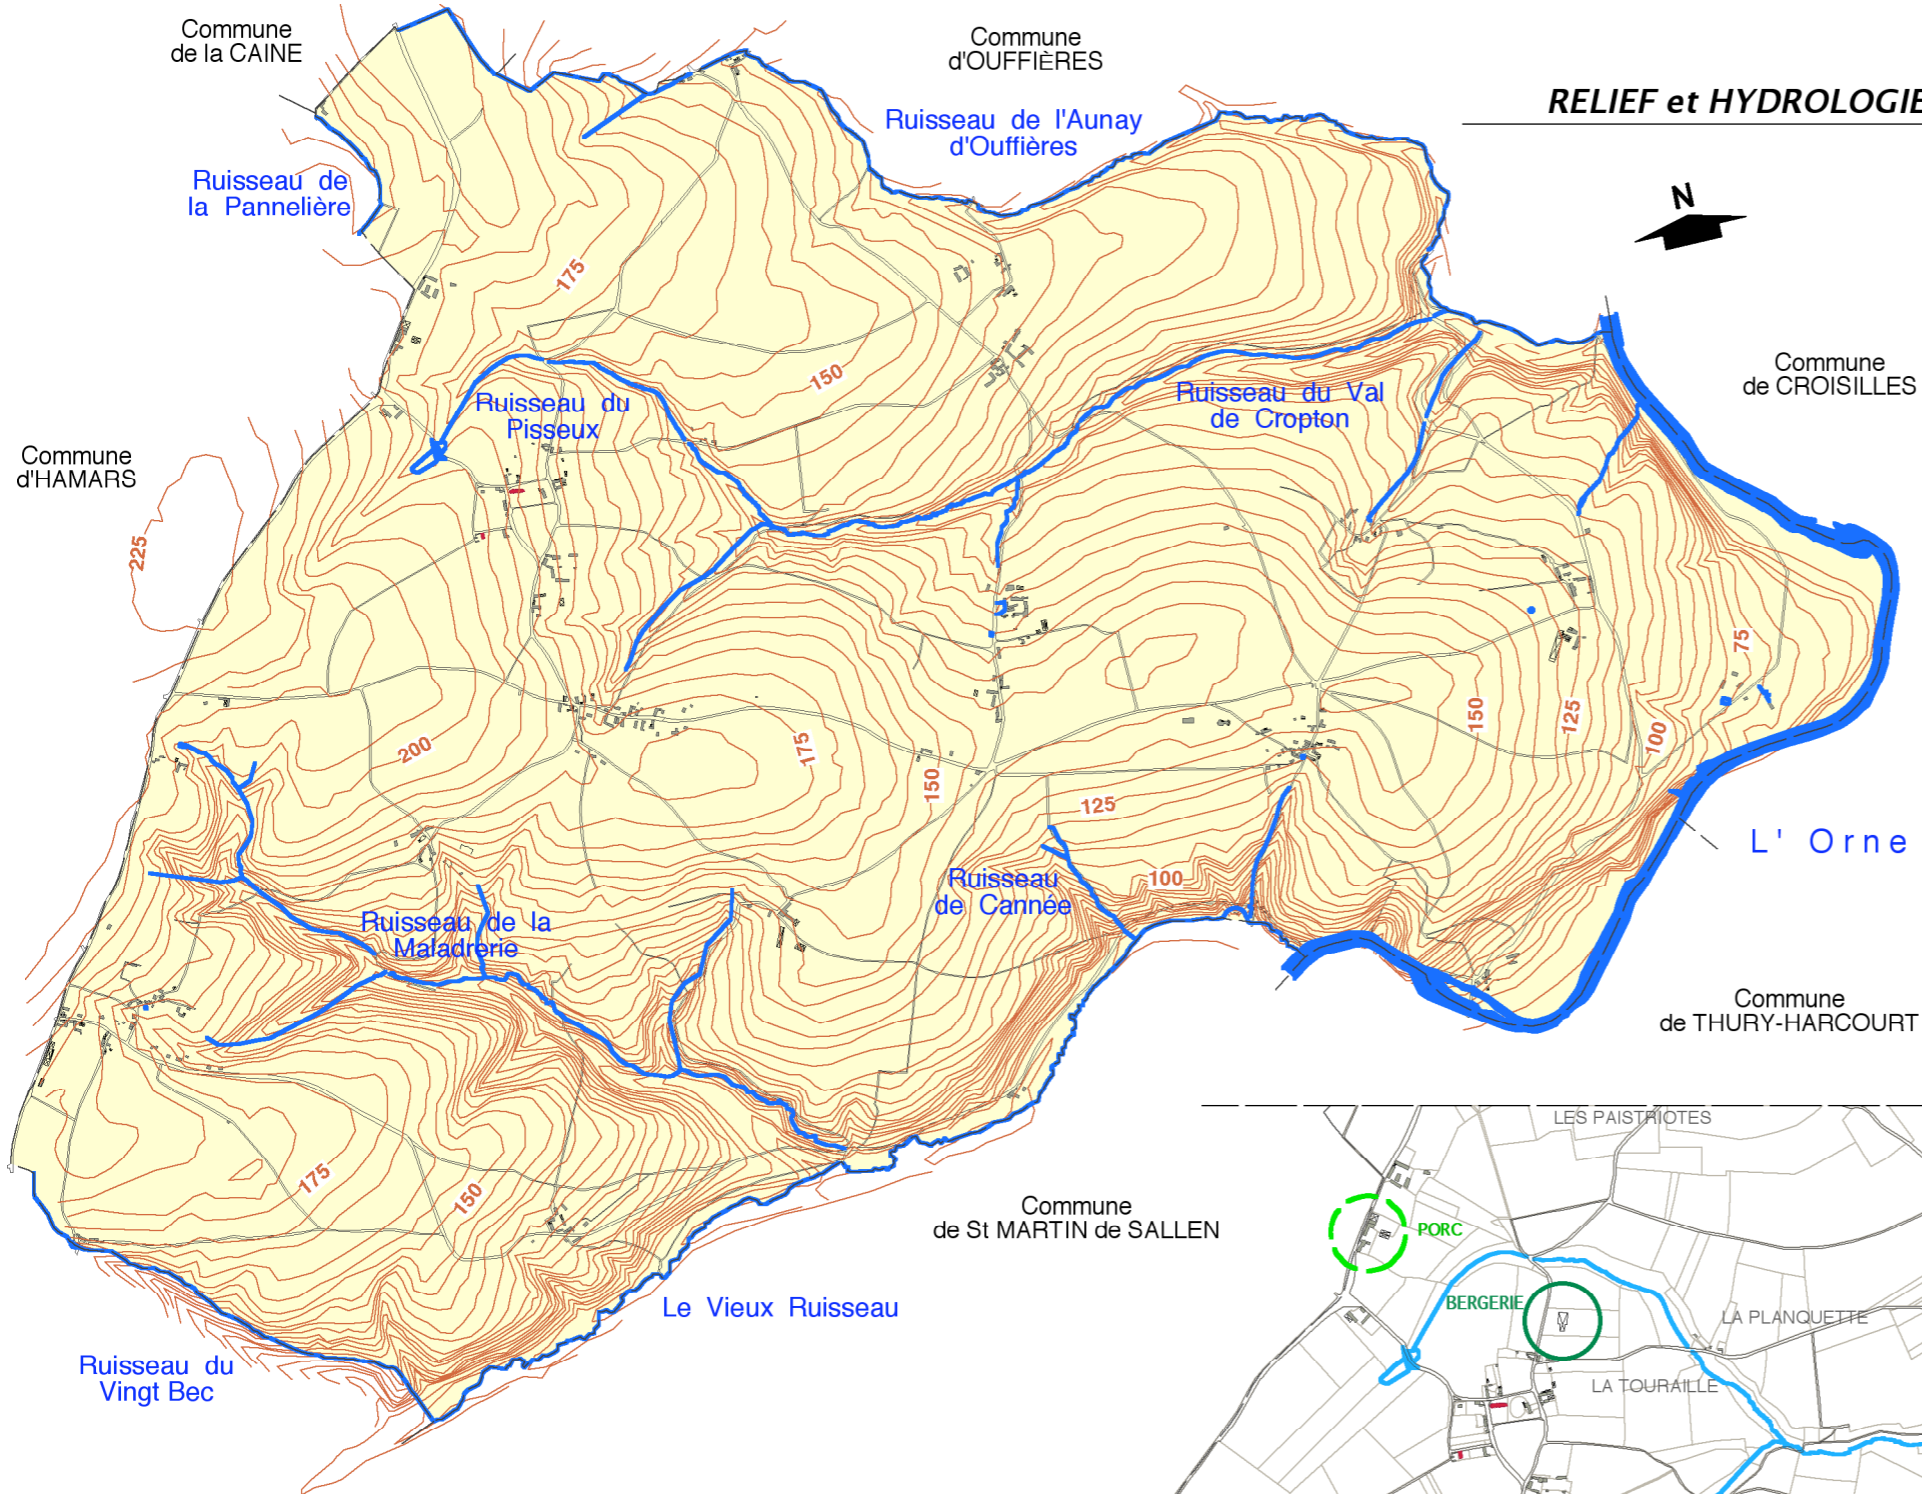 Commune
de la CAINE
Commune
d'OUFFIÈRES
RELIEF et HYDROLOGIE
Ruisseau de l'Aunay
d'Ouffières
Ruisseau de
la Pannelière
N
175
Commune
de CROISILLES
150
Ruisseau du Val
de Cropton
Ruisseau du
Pisseux
Commune
d'HAMARS
225
75
150
125
100
200
175
150
125
L' Orne
100
Ruisseau
de Cannée
Ruisseau de la
Maladrerie
Commune
de THURY-HARCOURT
LES PAISTRIOTES
175
150
Commune
de St MARTIN de SALLEN
PORC
BERGERIE
LA PLANQUETTE
Le Vieux Ruisseau
Ruisseau du
Vingt Bec
LA TOURAILLE